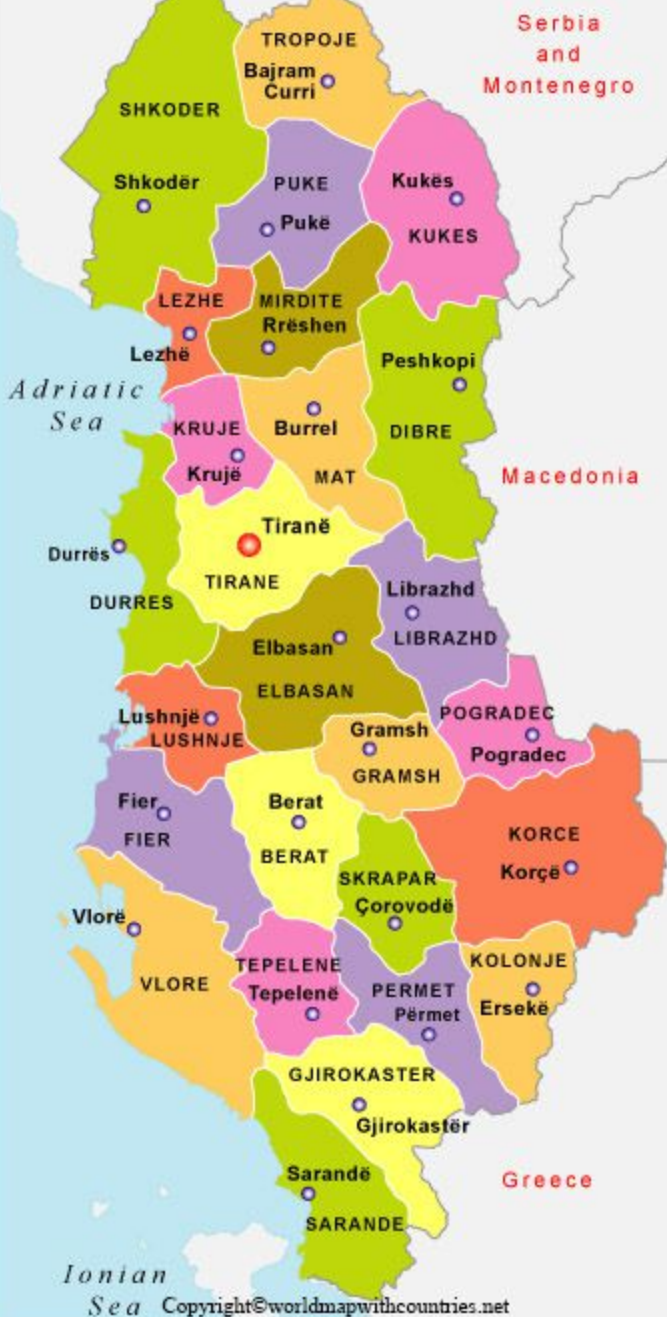 Serbia
and
Montenegro
TROPOJE
Bajram
Curri
SHKODER
Shkodër
PUKE
Pukë
Kukës
KUKES
LEZHE
Lezhë
MIRDITE
Rrëshen
Peshkopi
DIBRE
Adriatic
Sea
KRUJE
Krujë
Burrel
MAT
Macedonia
Tiranë
TIRANE
Durrës
DURRES
Librazhd
LIBRAZHD
Elbasan
ELBASAN
Lushnjë
LUSHNJE
POGRADEC
Pogradec
Gramsh
GRAMSH
Fier
FIER
Berat
BERAT
KORCE
Korçë
SKRAPAR
Çorovodë
Vlorë
VLORE
TEPELENE
Tepelenë
PERMET
Përmet
KOLONJE
Ersekë
GJIROKASTER
Gjirokastër
Sarandë
SARANDE
Greece
Ionian
Sea
Copyright©worldmapwithcountries.net